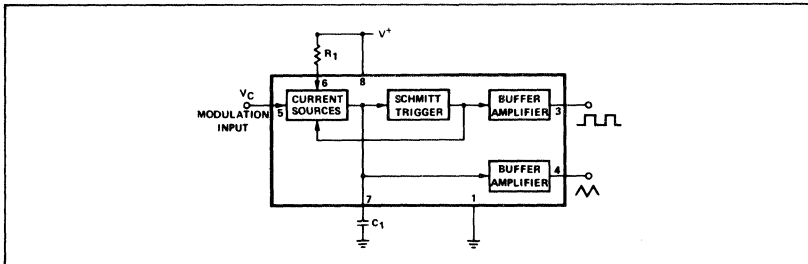 V+
R1
6
8
VC
MODULATION
INPUT
5
CURRENT
SOURCES
SCHMITT
TRIGGER
BUFFER
AMPLIFIER
3
BUFFER
AMPLIFIER
4
7
1
C1